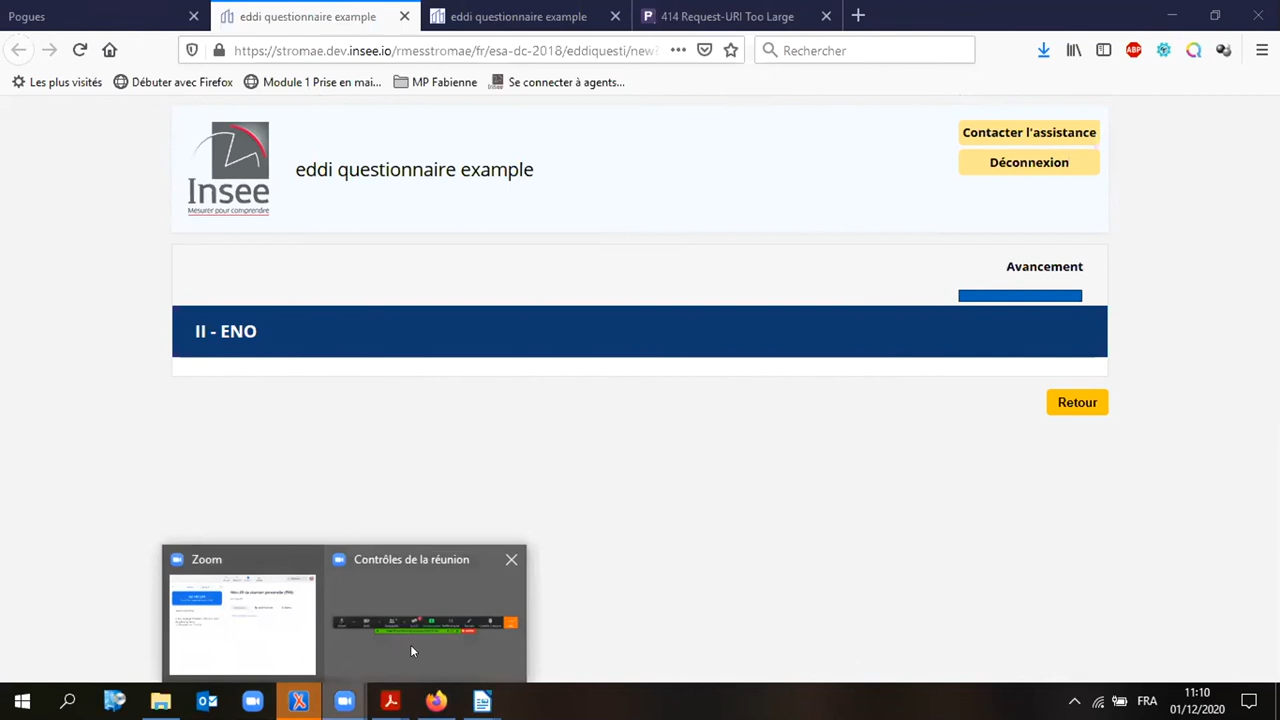 Pogues
eddi questionnaire example
eddi questionnaire example
414 Request-URI Too Large
https://stromae.dev.insee.io/rmesstromae/fr/esa-dc-2018/eddiquesti/new
Rechercher
Les plus visités
Débuter avec Firefox
Module 1 Prise en mai...
MP Fabienne
Se connecter à agents...
Insee
Mesurer pour comprendre
eddi questionnaire example
Contacter l'assistance
Déconnexion
Avancement
II - ENO
Retour
Zoom
Contrôles de la réunion
FRA
11:10
01/12/2020